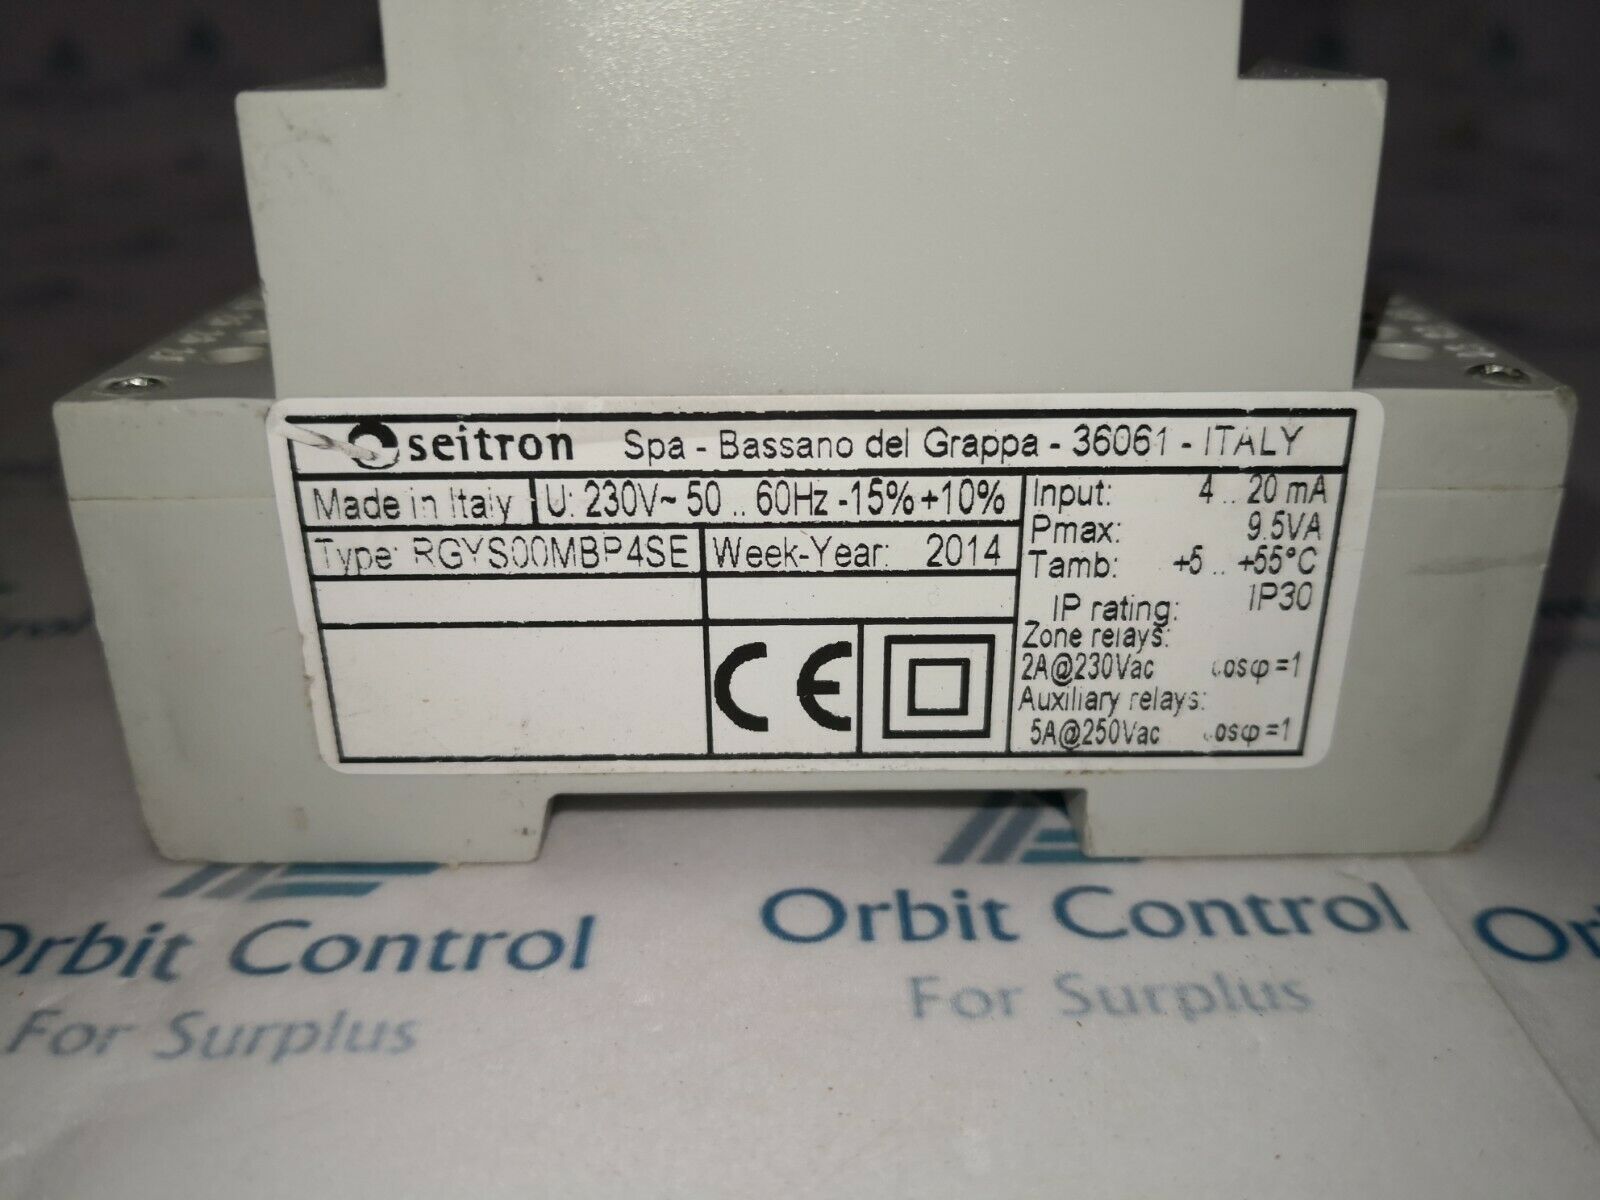 seitron Spa - Bassano del Grappa - 36061 - ITALY
Made in Italy U: 230V~ 50 .. 60Hz -15% +10%
Type: RGYS00MBP4SE Week-Year: 2014
Input: 4 .. 20 mA
Pmax: 9.5VA
Tamb: +5 .. +55°C
IP rating: IP30
Zone relays:
2A@230Vac cosφ=1
Auxiliary relays:
5A@250Vac cosφ=1
CE
Orbit Control
For Surplus
Orbit Control
For Surplus